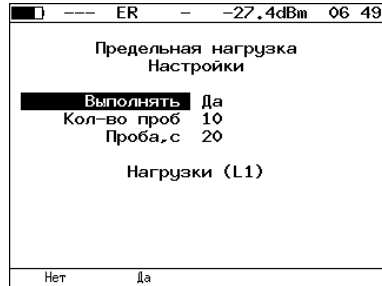 --- ER - -27.4dBm 06 49
Предельная нагрузка
Настройки
Выполнять Да
Кол-во проб 10
Проба,с 20
Нагрузки (L1)
Нет Да